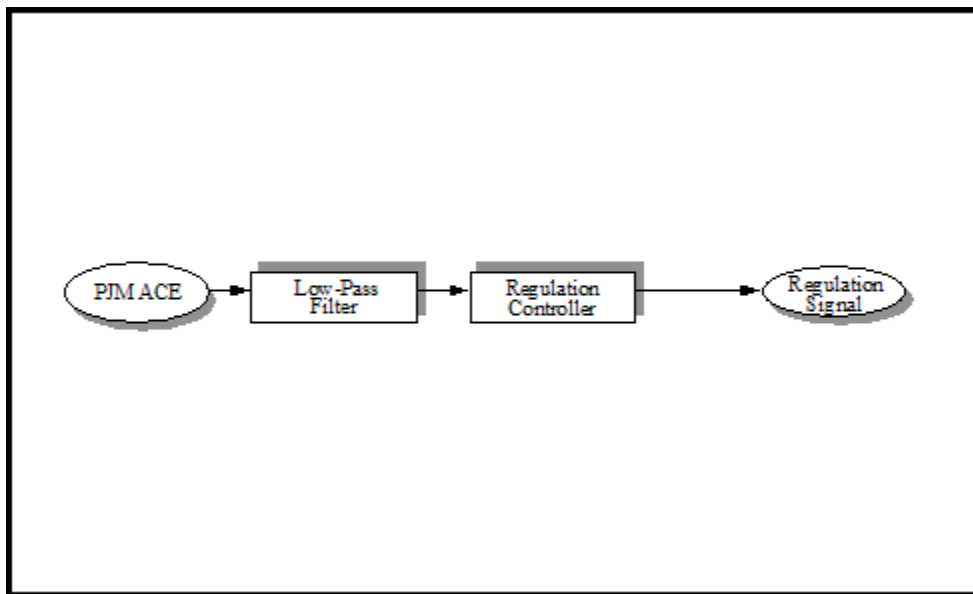 PJM ACE
Low-Pass
Filter
Regulation
Controller
Regulation
Signal